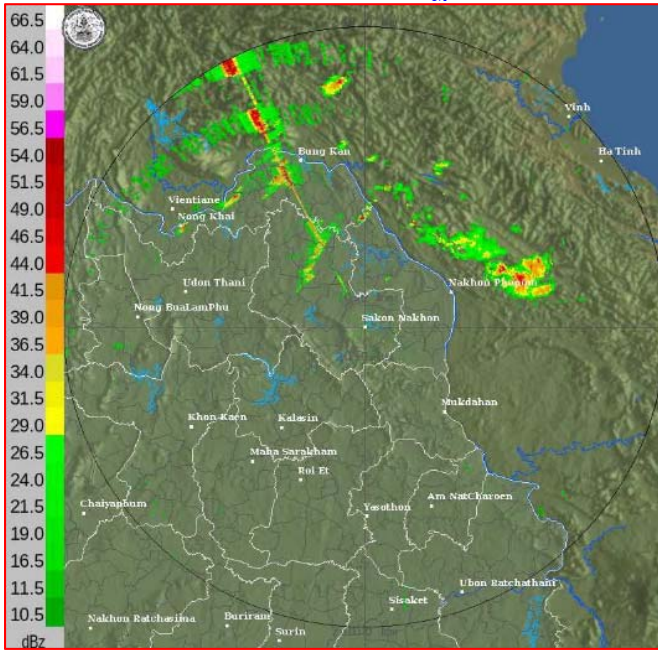 66.5
64.0
61.5
59.0
56.5
54.0
51.5
49.0
46.5
44.0
41.5
39.0
36.5
34.0
31.5
29.0
26.5
24.0
21.5
19.0
16.5
11.5
10.5
dBz
Vinh
Ha Tinh
Bung Kan
Vientiane
Nong Khai
Udon Thani
Nakhon Phanom
Nong BuaLamPhu
Sakon Nakhon
Mukdahan
Khon Kaen
Kalasin
Maha Sarakham
Roi Et
Chaiyaphum
Yasothon
Am NatCharoen
Ubon Ratchathani
Sisaket
Nakhon Ratchasima
Buriram
Surin